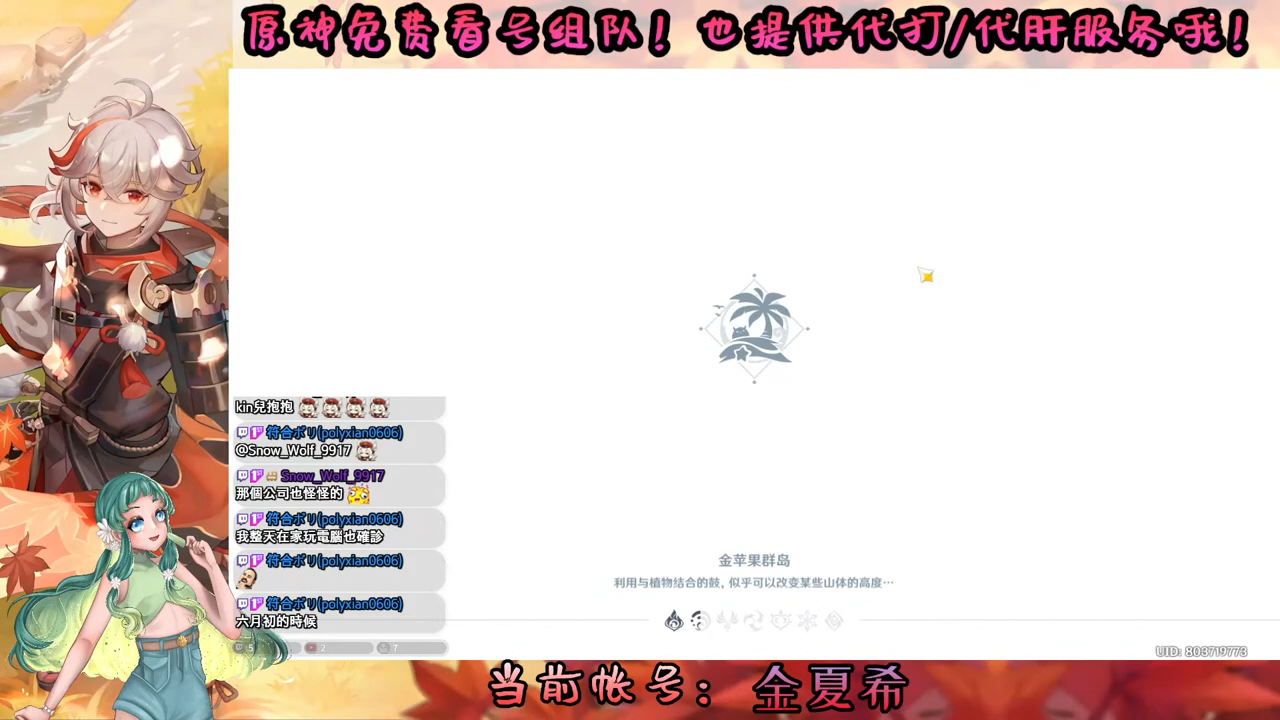 原神免费看号组队！也提供代打/代肝服务哦！
kin兒抱抱
符合ポリ(polyxian0606)
@Snow_Wolf_9917
Snow_Wolf_9917
那個公司也怪怪的
符合ポリ(polyxian0606)
我整天在家玩電腦也確診
符合ポリ(polyxian0606)
符合ポリ(polyxian0606)
六月初的時候
5
2
7
金苹果群岛
利用与植物结合的鼓，似乎可以改变某些山体的高度…
UID: 803719773
当前帐号：金夏希